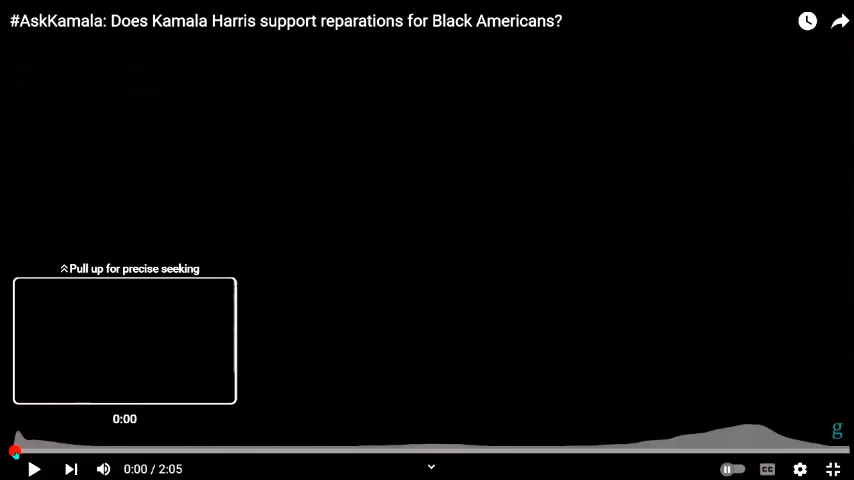 #AskKamala: Does Kamala Harris support reparations for Black Americans?
Pull up for precise seeking
0:00
g
0:00 / 2:05
CC